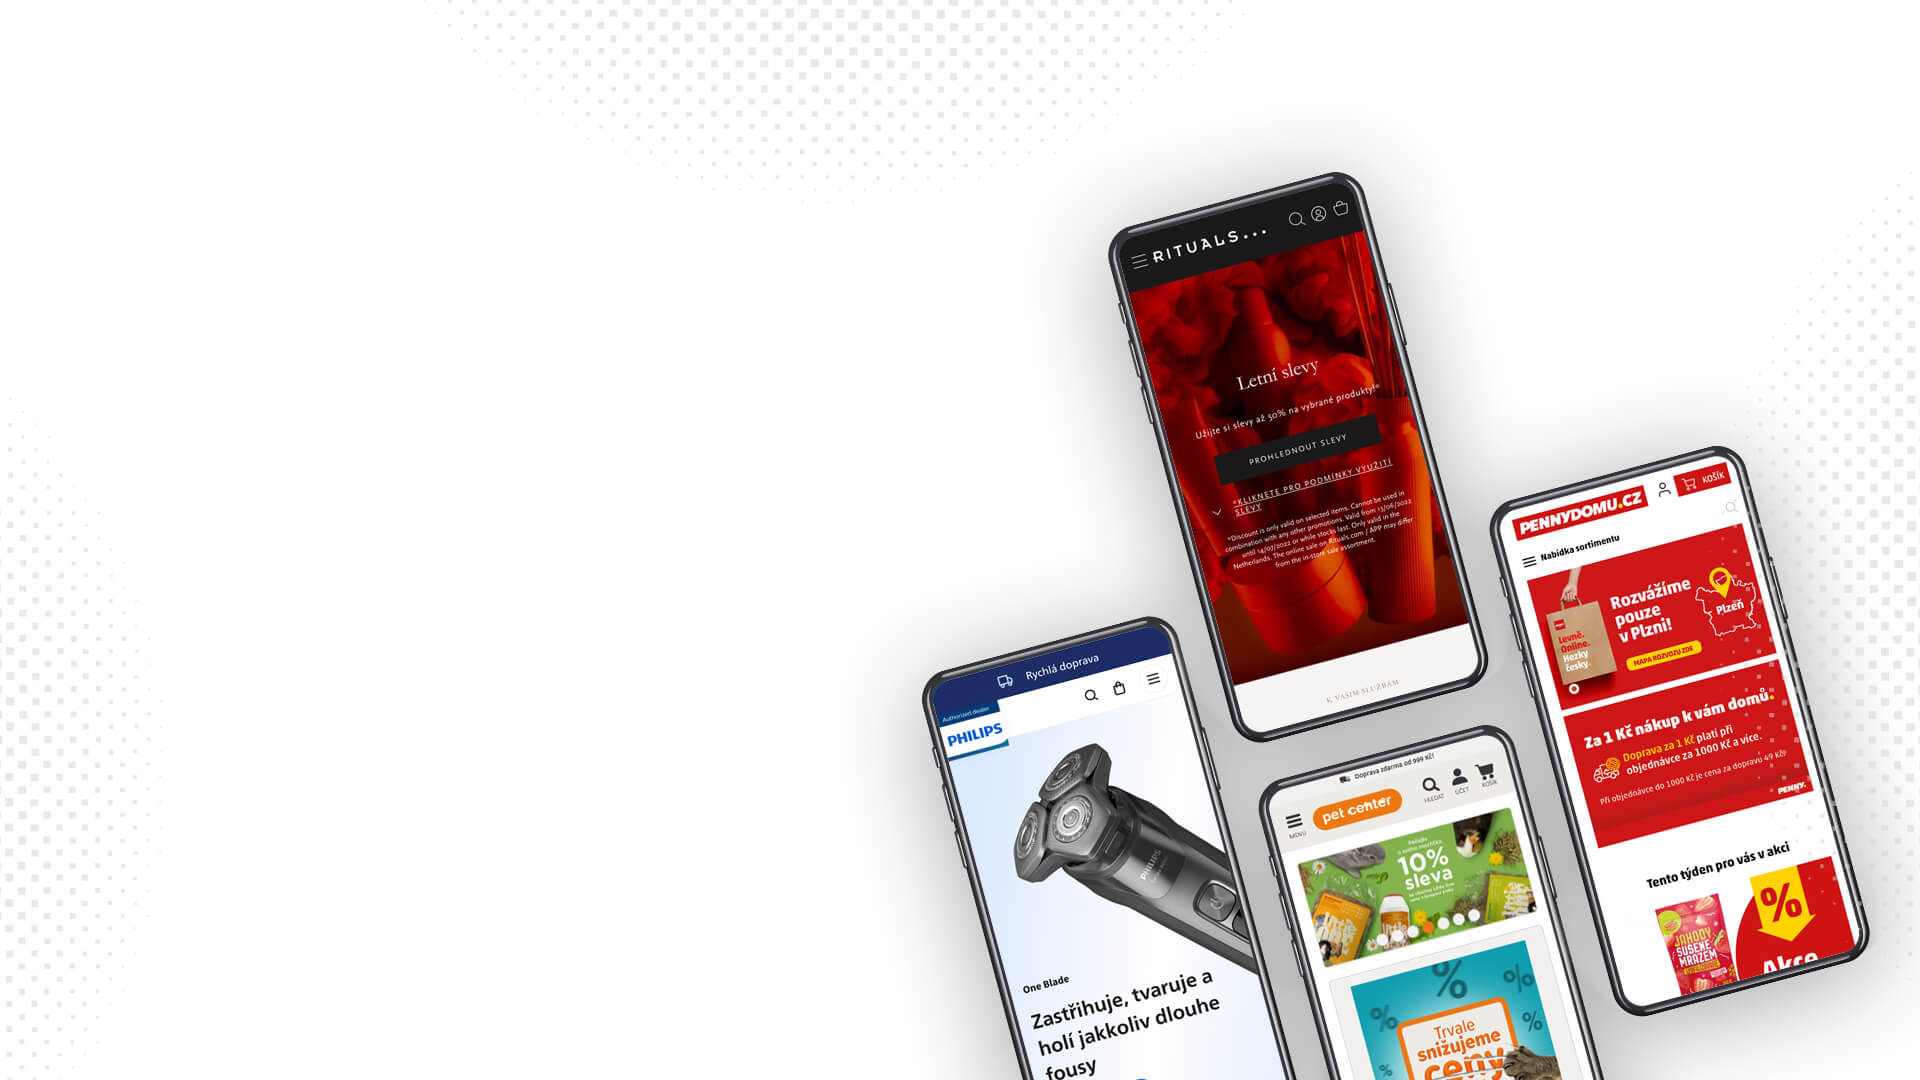 RITUALS...
Letní slevy
Užijte si slevy až 50% na vybrané produkty!*
PROHLEDNOUT SLEVY
*KLIKNETE PRO PODMÍNKY VYUŽITÍ
SLEVY
*Discount is only valid on selected items. Cannot be used in
combination with any other promotions. Valid from 13/06/2022
until 14/07/2022 or while stocks last. Only valid in the
Netherlands. The online sale on Rituals.com / APP may differ
from the in-store sale assortment.
K VAŠIM SLUŽBÁM
PENNYDOMU.CZ
KOŠÍK
Nabídka sortimentu
Levně.
Online.
Hezky
česky.
Rozvážíme
pouze
v Plzni!
MAPA ROZVOZU ZDE
Plzeň
Za 1 Kč nákup k vám domů.
Doprava za 1 Kč platí při
objednávce za 1000 Kč a více.
Při objednávce do 1000 Kč je cena za dopravu 49 Kč!
PENNY.
Tento týden pro vás v akci
JAHODY
SUŠENÉ
MRAZEM
%
Akce
Rychlá doprava
Authorized dealer
PHILIPS
PHILIPS
One Blade
Zastřihuje, tvaruje a
holí jakkoliv dlouhe
fousy
Doprava zdarma od 999 Kč!
MENU
pet center
HLEDAT
ÚČET
KOŠÍK
10%
sleva
Trvale
snižujeme
ceny